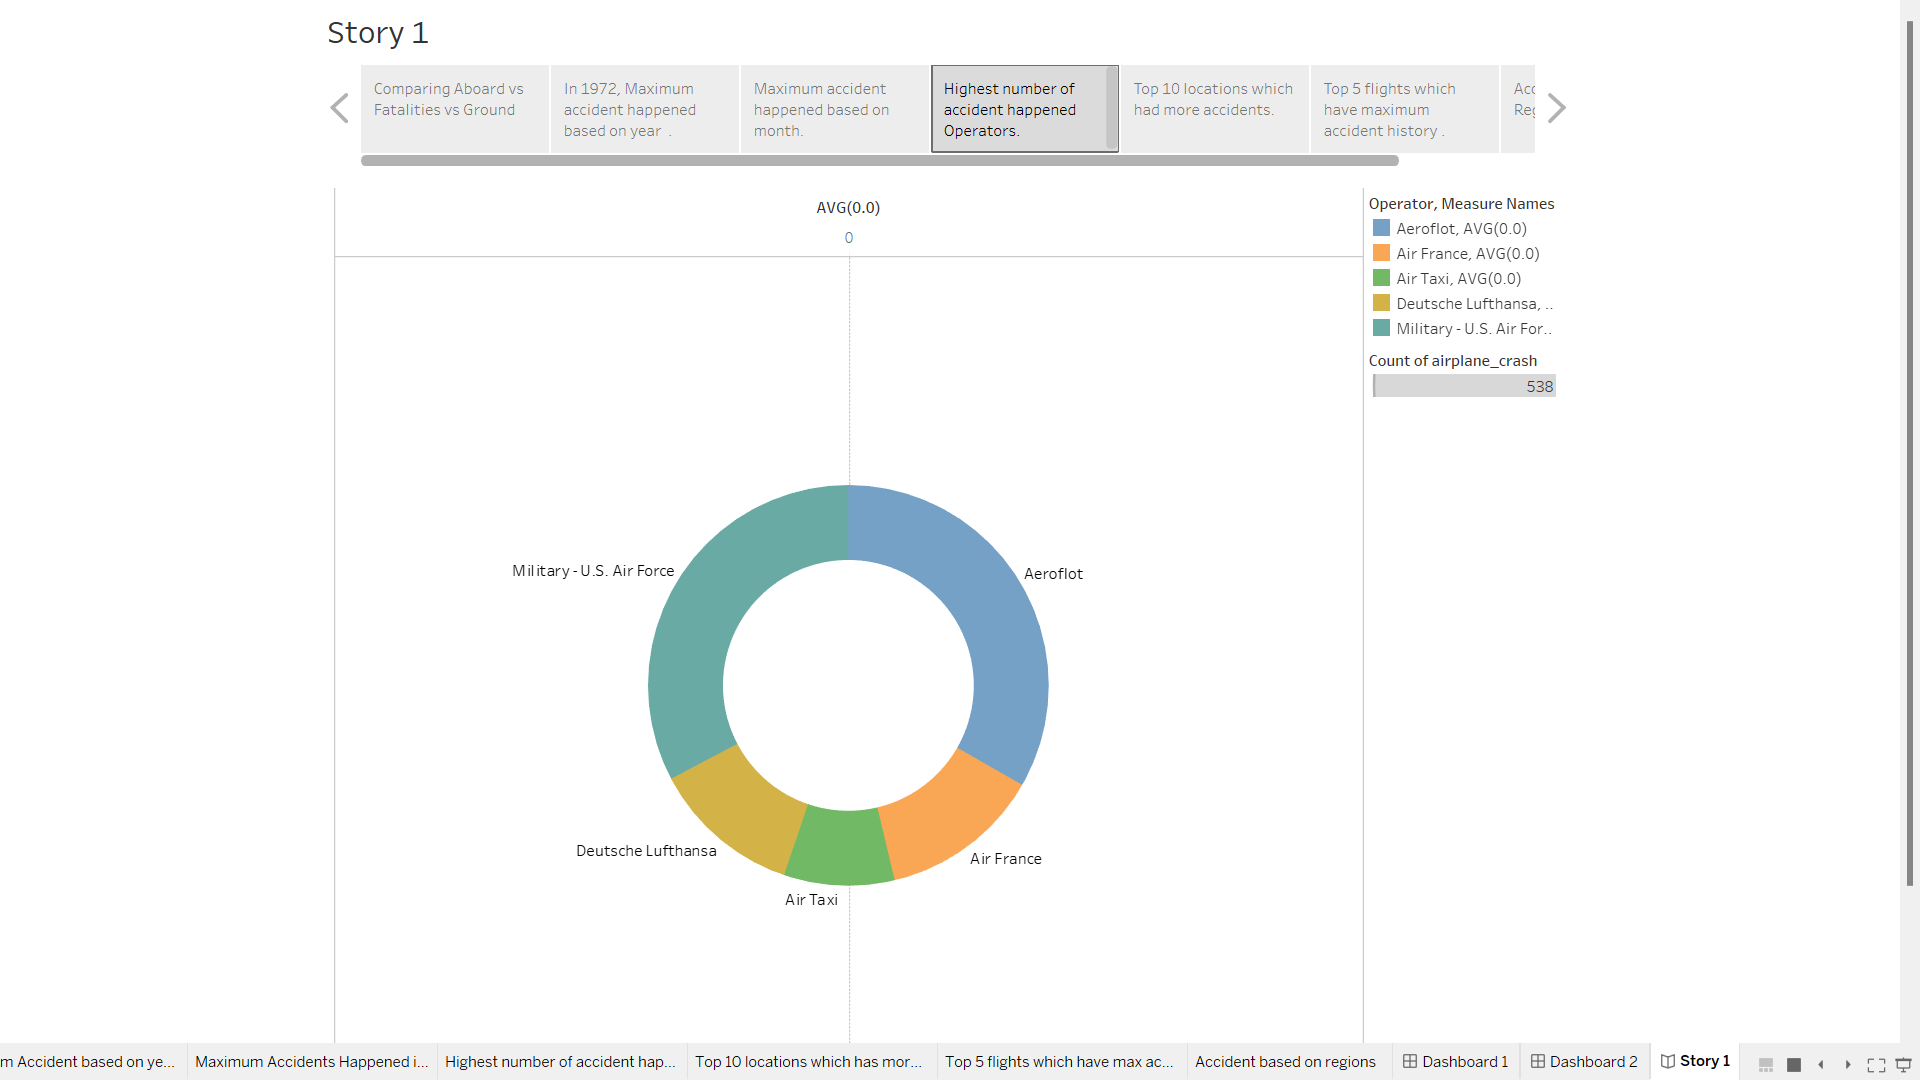 Story 1
Comparing Aboard vs
Fatalities vs Ground
In 1972, Maximum
accident happened
based on year .
Maximum accident
happened based on
month.
Highest number of
accident happened
Operators.
Top 10 locations which
had more accidents.
Top 5 flights which
have maximum
accident history .
Acc
Reg
AVG(0.0)
0
Operator, Measure Names
Aeroflot, AVG(0.0)
Air France, AVG(0.0)
Air Taxi, AVG(0.0)
Deutsche Lufthansa, ..
Military - U.S. Air For..
Count of airplane_crash
538
Military - U.S. Air Force
Aeroflot
Deutsche Lufthansa
Air France
Air Taxi
m Accident based on ye...
Maximum Accidents Happened i...
Highest number of accident hap...
Top 10 locations which has mor...
Top 5 flights which have max ac...
Accident based on regions
Dashboard 1
Dashboard 2
Story 1